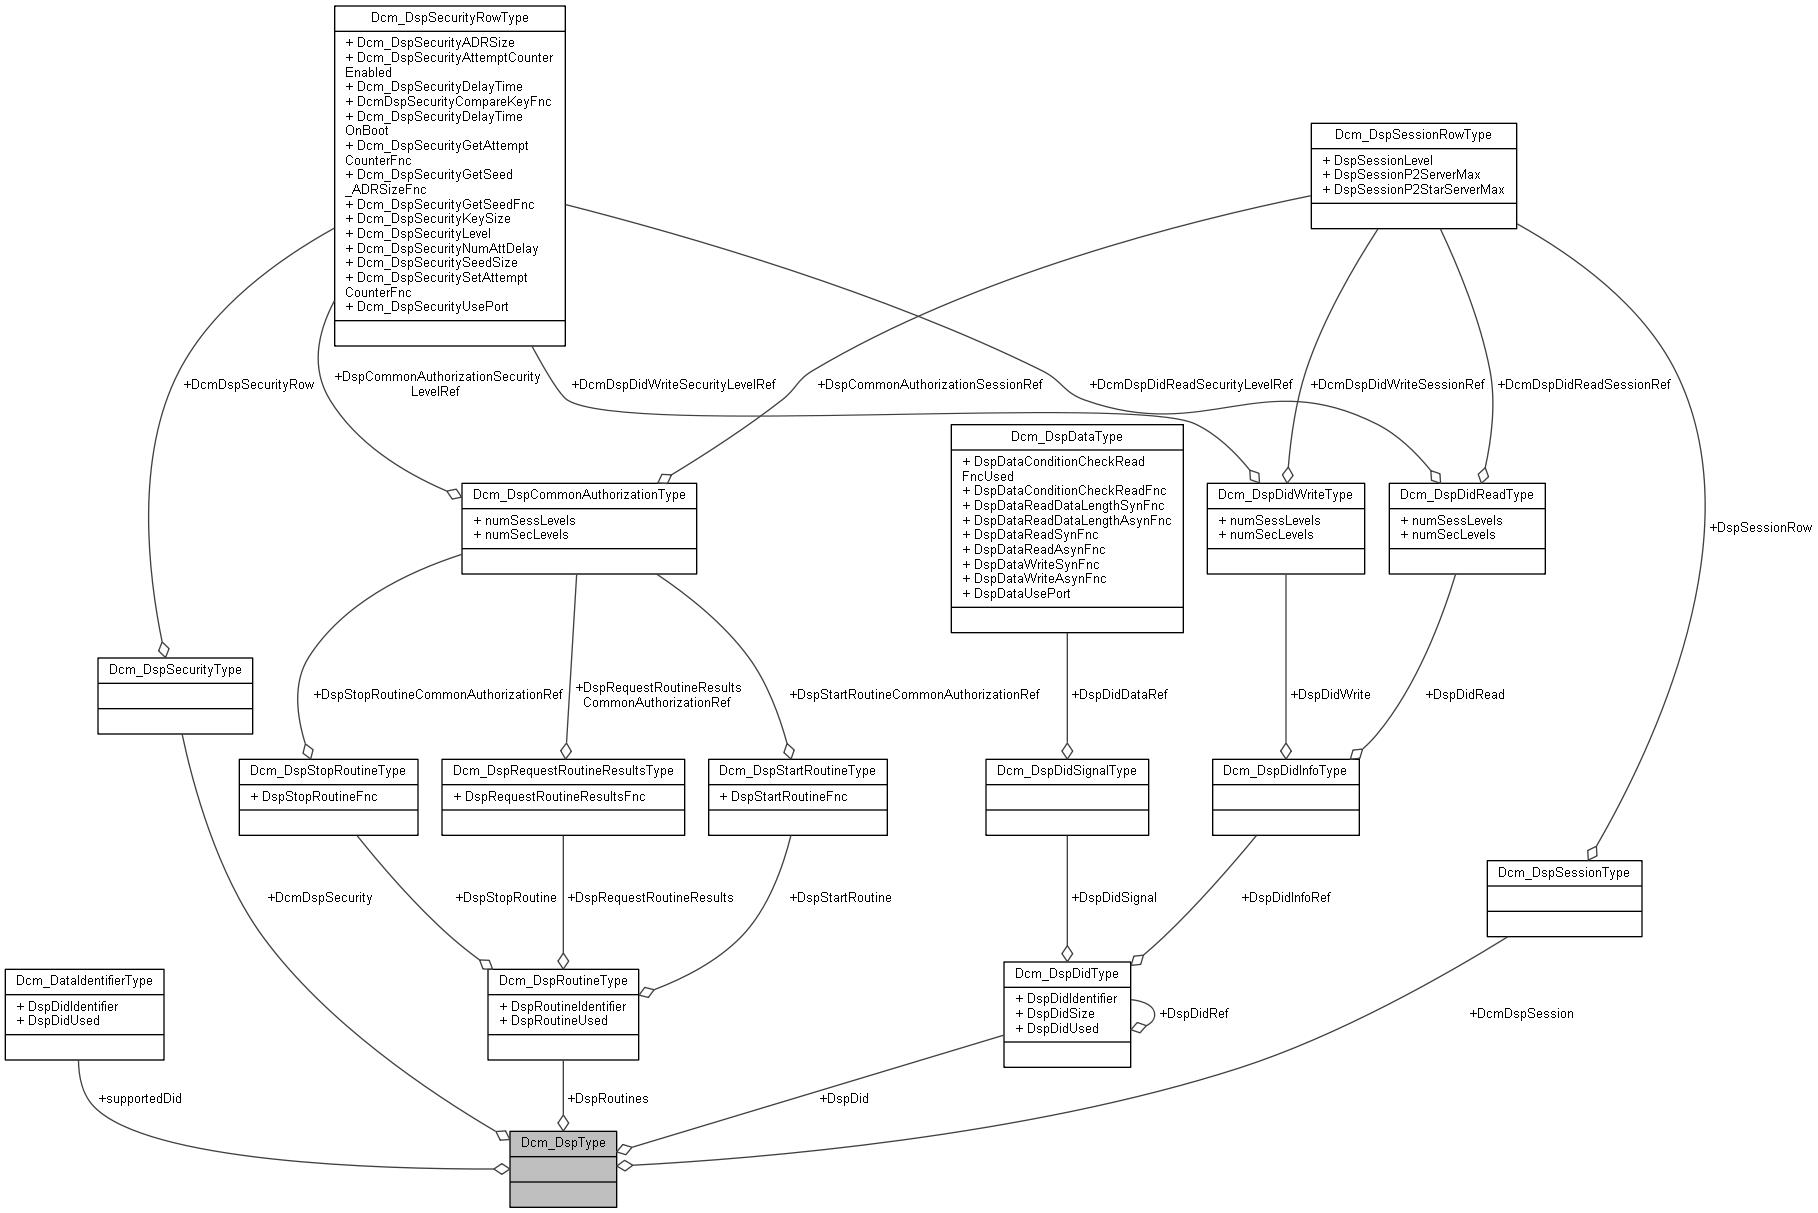 Dcm_DspSecurityRowType
+ Dcm_DspSecurityADRSize
+ Dcm_DspSecurityAttemptCounter
Enabled
+ Dcm_DspSecurityDelayTime
+ DcmDspSecurityCompareKeyFnc
+ Dcm_DspSecurityDelayTime
OnBoot
+ Dcm_DspSecurityGetAttempt
CounterFnc
+ Dcm_DspSecurityGetSeed
_ADRSizeFnc
+ Dcm_DspSecurityGetSeedFnc
+ Dcm_DspSecurityKeySize
+ Dcm_DspSecurityLevel
+ Dcm_DspSecurityNumAttDelay
+ Dcm_DspSecuritySeedSize
+ Dcm_DspSecuritySetAttempt
CounterFnc
+ Dcm_DspSecurityUsePort
Dcm_DspSessionRowType
+ DspSessionLevel
+ DspSessionP2ServerMax
+ DspSessionP2StarServerMax
+DcmDspSecurityRow
+DspCommonAuthorizationSecurity
LevelRef
+DcmDspDidWriteSecurityLevelRef
+DspCommonAuthorizationSessionRef
+DcmDspDidReadSecurityLevelRef
+DcmDspDidWriteSessionRef
+DcmDspDidReadSessionRef
Dcm_DspDataType
+ DspDataConditionCheckRead
FncUsed
+ DspDataConditionCheckReadFnc
+ DspDataReadDataLengthSynFnc
+ DspDataReadDataLengthAsynFnc
+ DspDataReadSynFnc
+ DspDataReadAsynFnc
+ DspDataWriteSynFnc
+ DspDataWriteAsynFnc
+ DspDataUsePort
Dcm_DspCommonAuthorizationType
+ numSessLevels
+ numSecLevels
Dcm_DspDidWriteType
+ numSessLevels
+ numSecLevels
Dcm_DspDidReadType
+ numSessLevels
+ numSecLevels
+DspSessionRow
Dcm_DspSecurityType
+DspStopRoutineCommonAuthorizationRef
+DspRequestRoutineResults
CommonAuthorizationRef
+DspStartRoutineCommonAuthorizationRef
+DspDidDataRef
+DspDidWrite
+DspDidRead
Dcm_DspStopRoutineType
+ DspStopRoutineFnc
Dcm_DspRequestRoutineResultsType
+ DspRequestRoutineResultsFnc
Dcm_DspStartRoutineType
+ DspStartRoutineFnc
Dcm_DspDidSignalType
Dcm_DspDidInfoType
Dcm_DspSessionType
+DcmDspSecurity
+DspStopRoutine
+DspRequestRoutineResults
+DspStartRoutine
+DspDidSignal
+DspDidInfoRef
Dcm_DataIdentifierType
+ DspDidIdentifier
+ DspDidUsed
Dcm_DspRoutineType
+ DspRoutineIdentifier
+ DspRoutineUsed
Dcm_DspDidType
+ DspDidIdentifier
+ DspDidSize
+ DspDidUsed
+DspDidRef
+DcmDspSession
+supportedDid
+DspRoutines
+DspDid
Dcm_DspType